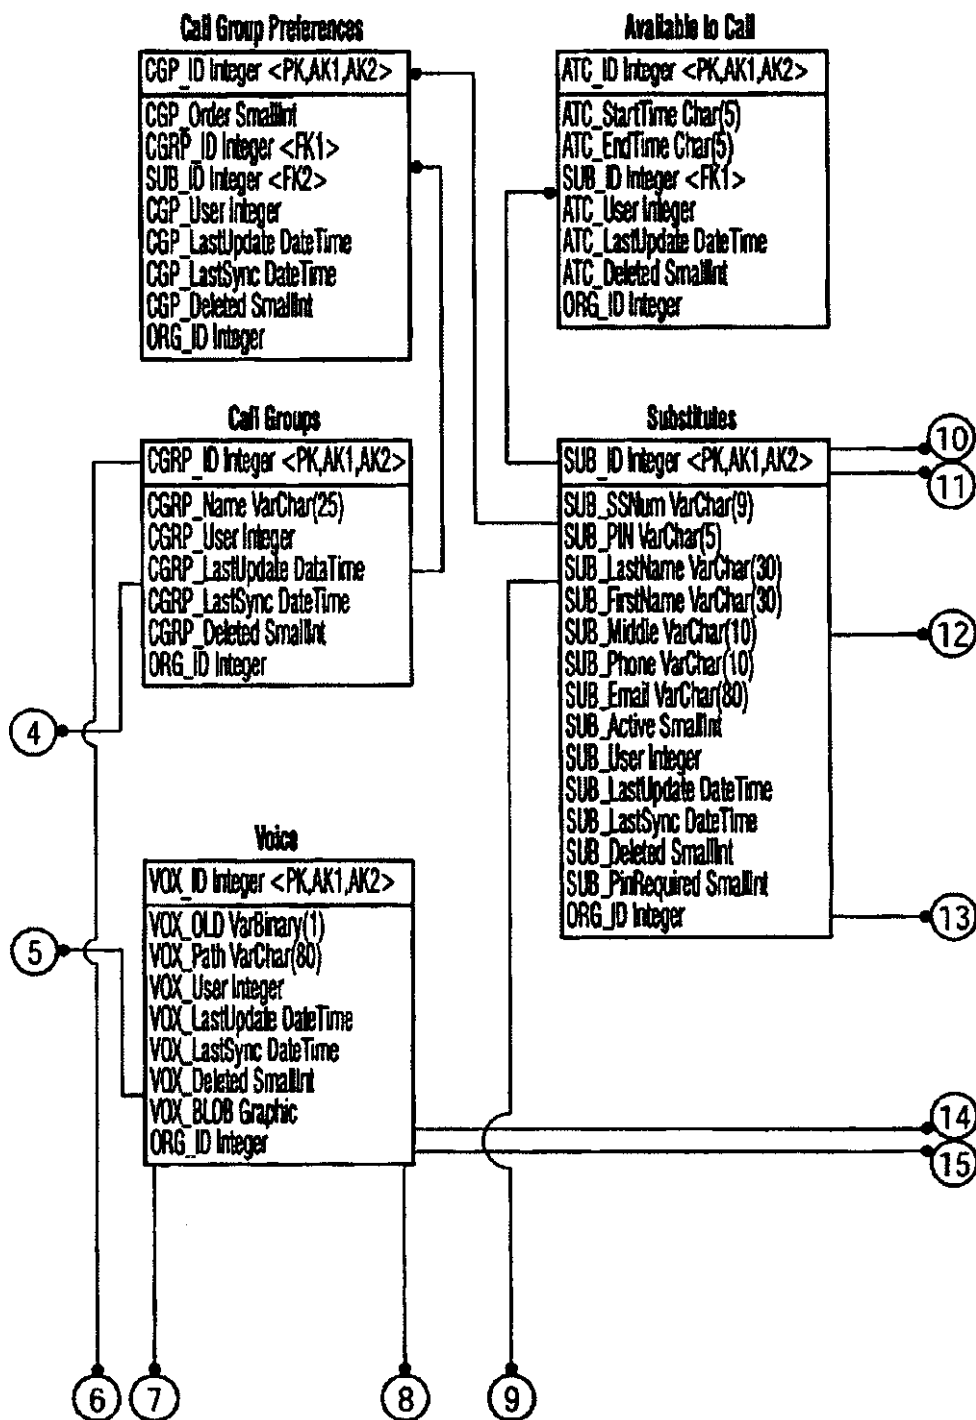 Call Group Preferences
CGP_ID Integer <PK,AK1,AK2>
CGP_Order SmallInt
CGRP_ID Integer <FK1>
SUB_ID Integer <FK2>
CGP_User Integer
CGP_LastUpdate DateTime
CGP_LastSync DateTime
CGP_Deleted SmallInt
ORG_ID Integer
Available to Call
ATC_ID Integer <PK,AK1,AK2>
ATC_StartTime Char(5)
ATC_EndTime Char(5)
SUB_ID Integer <FK1>
ATC_User Integer
ATC_LastUpdate DateTime
ATC_Deleted SmallInt
ORG_ID Integer
Call Groups
CGRP_ID Integer <PK,AK1,AK2>
CGRP_Name VarChar(25)
CGRP_User Integer
CGRP_LastUpdate DataTime
CGRP_LastSync DateTime
CGRP_Deleted SmallInt
ORG_ID Integer
4
Substitutes
SUB_ID Integer <PK,AK1,AK2>
SUB_SSNum VarChar(9)
SUB_PIN VarChar(5)
SUB_LastName VarChar(30)
SUB_FirstName VarChar(30)
SUB_Middle VarChar(10)
SUB_Phone VarChar(10)
SUB_Email VarChar(80)
SUB_Active SmallInt
SUB_User Integer
SUB_LastUpdate DateTime
SUB_LastSync DateTime
SUB_Deleted SmallInt
SUB_PinRequired SmallInt
ORG_ID Integer
10
11
12
13
Voice
VOX_ID Integer <PK,AK1,AK2>
VOX_OLD VarBinary(1)
VOX_Path VarChar(80)
VOX_User Integer
VOX_LastUpdate DateTime
VOX_LastSync DateTime
VOX_Deleted SmallInt
VOX_BLOB Graphic
ORG_ID Integer
5
14
15
6
7
8
9